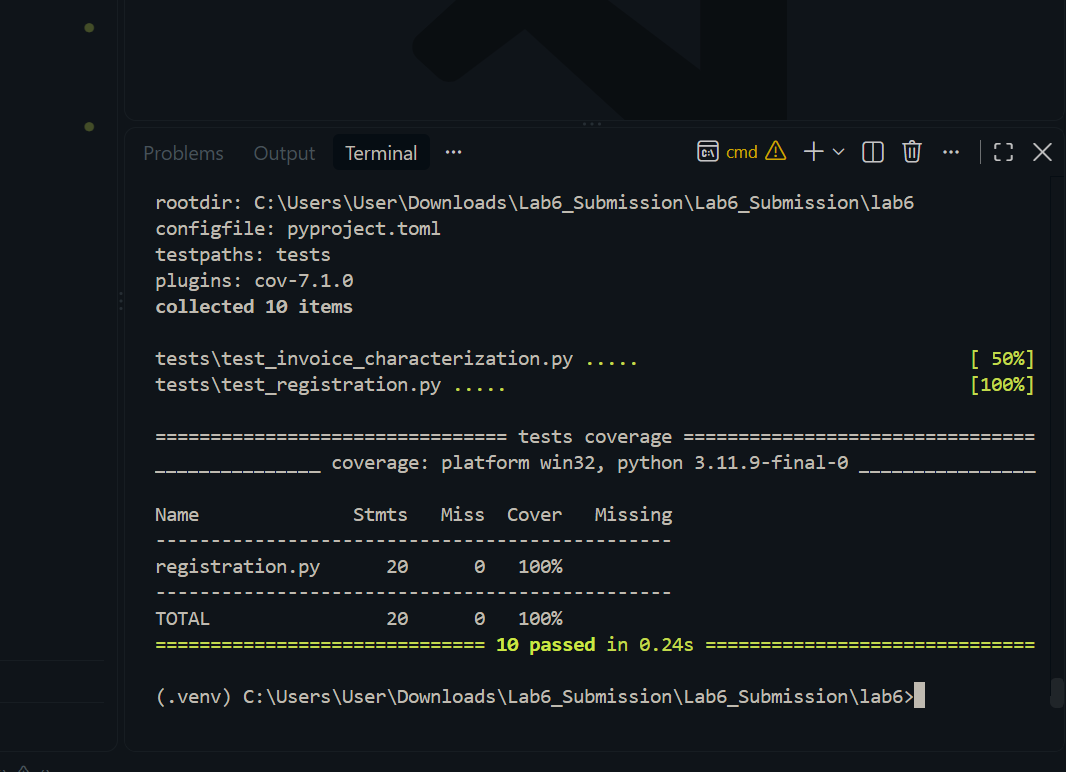 Problems Output Terminal ...
cmd
rootdir: C:\Users\User\Downloads\Lab6_Submission\Lab6_Submission\lab6
configfile: pyproject.toml
testpaths: tests
plugins: cov-7.1.0
collected 10 items
tests\test_invoice_characterization.py ..... [ 50%]
tests\test_registration.py ..... [100%]
================================ tests coverage ================================
_______________ coverage: platform win32, python 3.11.9-final-0 ________________
Name Stmts Miss Cover Missing
-----------------------------------------------
registration.py 20 0 100%
-----------------------------------------------
TOTAL 20 0 100%
============================== 10 passed in 0.24s ==============================
(.venv) C:\Users\User\Downloads\Lab6_Submission\Lab6_Submission\lab6>